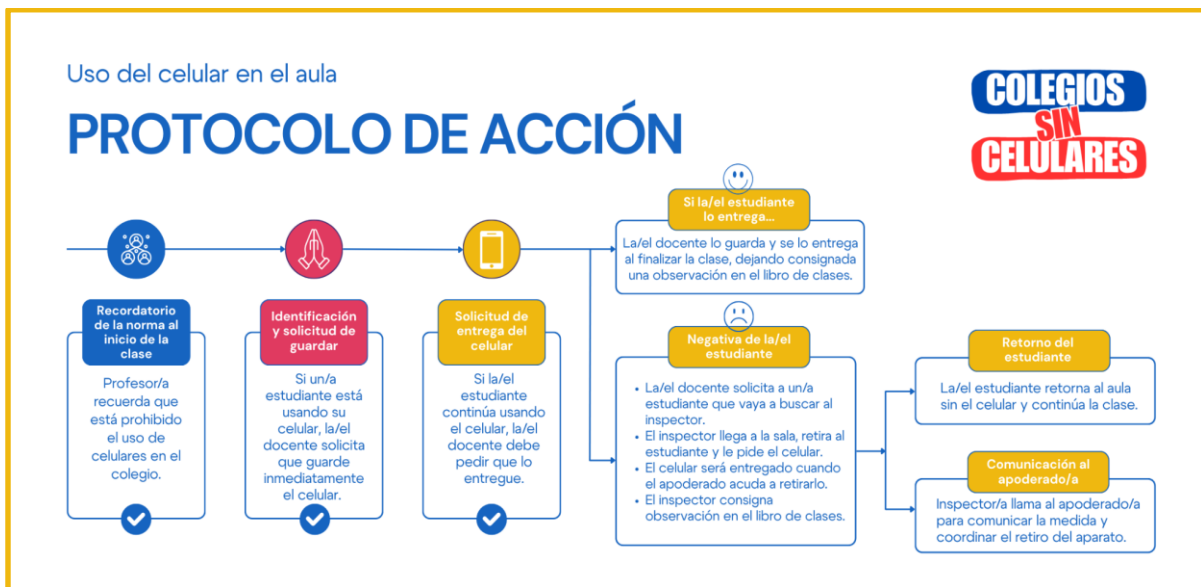 Uso del celular en el aula
PROTOCOLO DE ACCIÓN
COLEGIOS
SIN
CELULARES
Recordatorio
de la norma al
inicio de la
clase
Profesor/a
recuerda que
está prohibido
el uso de
celulares en el
colegio.
Identificación
y solicitud de
guardar
Si un/a
estudiante está
usando su
celular, la/el
docente solicita
que guarde
inmediatamente
el celular.
Solicitud de
entrega del
celular
Si la/el
estudiante
continúa usando
el celular, la/el
docente debe
pedir que lo
entregue.
Si la/el estudiante
lo entrega...
La/el docente lo guarda y se lo entrega
al finalizar la clase, dejando consignada
una observación en el libro de clases.
Negativa de la/el
estudiante
• La/el docente solicita a un/a
estudiante que vaya a buscar al
inspector.
• El inspector llega a la sala, retira al
estudiante y le pide el celular.
• El celular será entregado cuando
el apoderado acuda a retirarlo.
• El inspector consigna
observación en el libro de clases.
Retorno del
estudiante
La/el estudiante retorna al aula
sin el celular y continúa la clase.
Comunicación al
apoderado/a
Inspector/a llama al apoderado/a
para comunicar la medida y
coordinar el retiro del aparato.